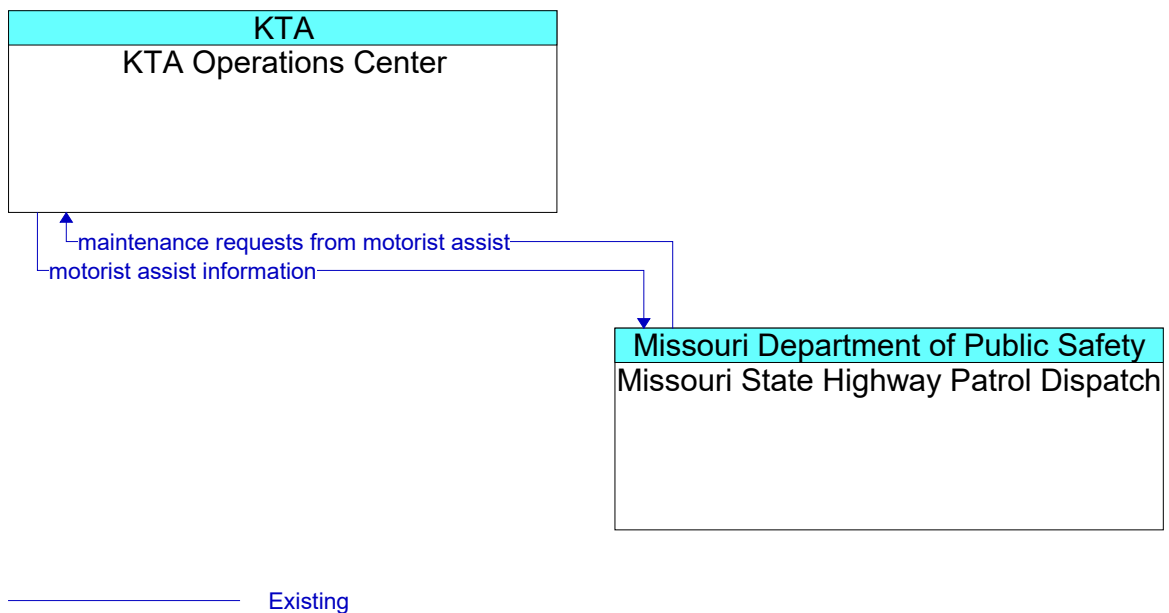 KTA
KTA Operations Center
maintenance requests from motorist assist
motorist assist information
Missouri Department of Public Safety
Missouri State Highway Patrol Dispatch
Existing